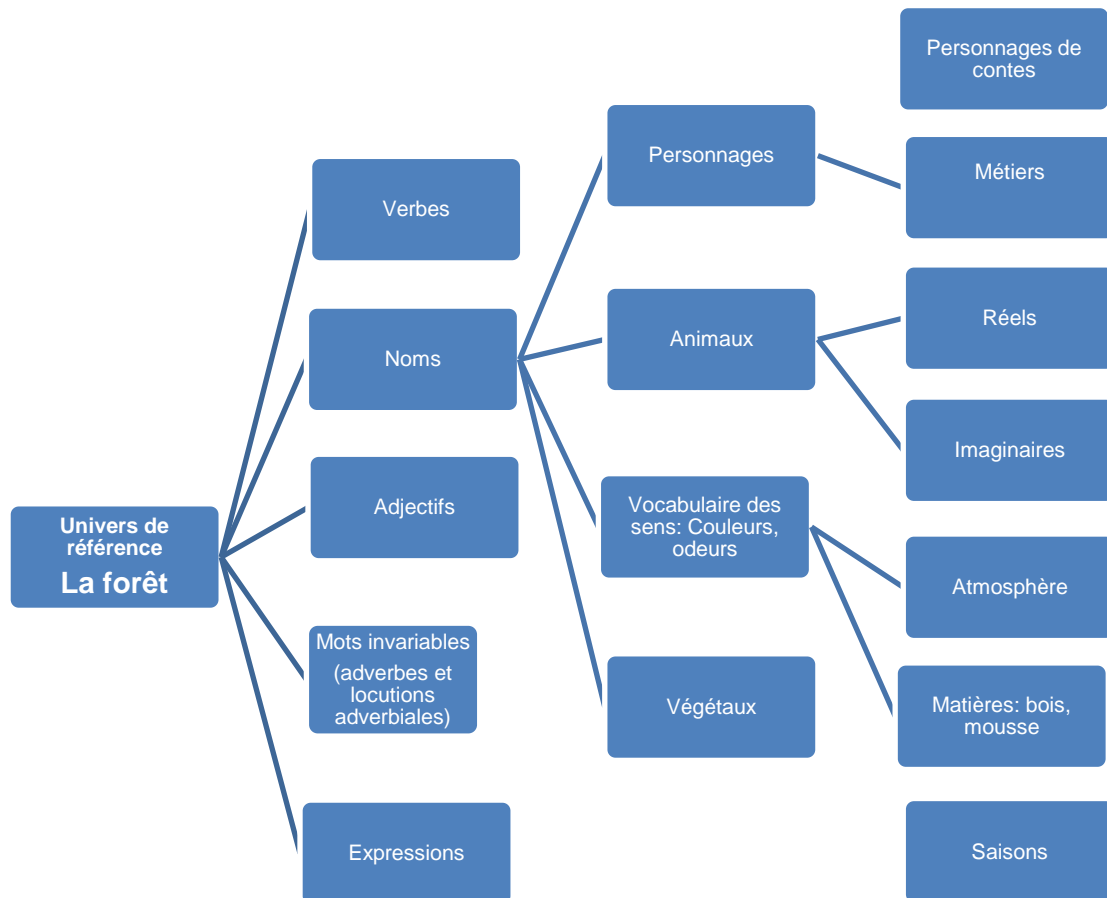 Univers de
référence
La forêt
Verbes
Noms
Adjectifs
Mots invariables
(adverbes et
locutions
adverbiales)
Expressions
Personnages
Animaux
Vocabulaire des
sens: Couleurs,
odeurs
Végétaux
Personnages de
contes
Métiers
Réels
Imaginaires
Atmosphère
Matières: bois,
mousse
Saisons